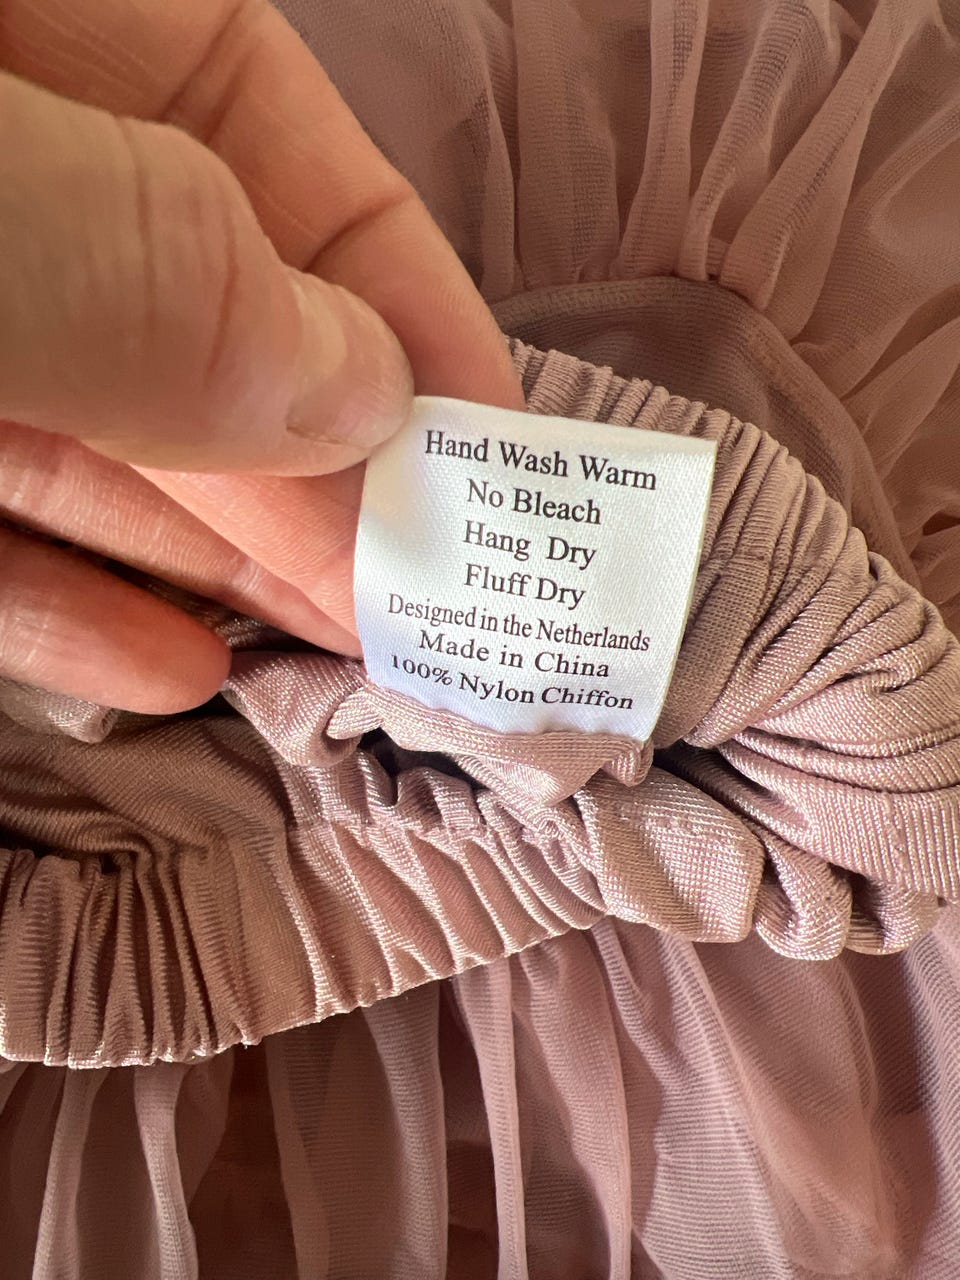 Hand Wash Warm
No Bleach
Hang Dry
Fluff Dry
Designed in the Netherlands
Made in China
100% Nylon Chiffon